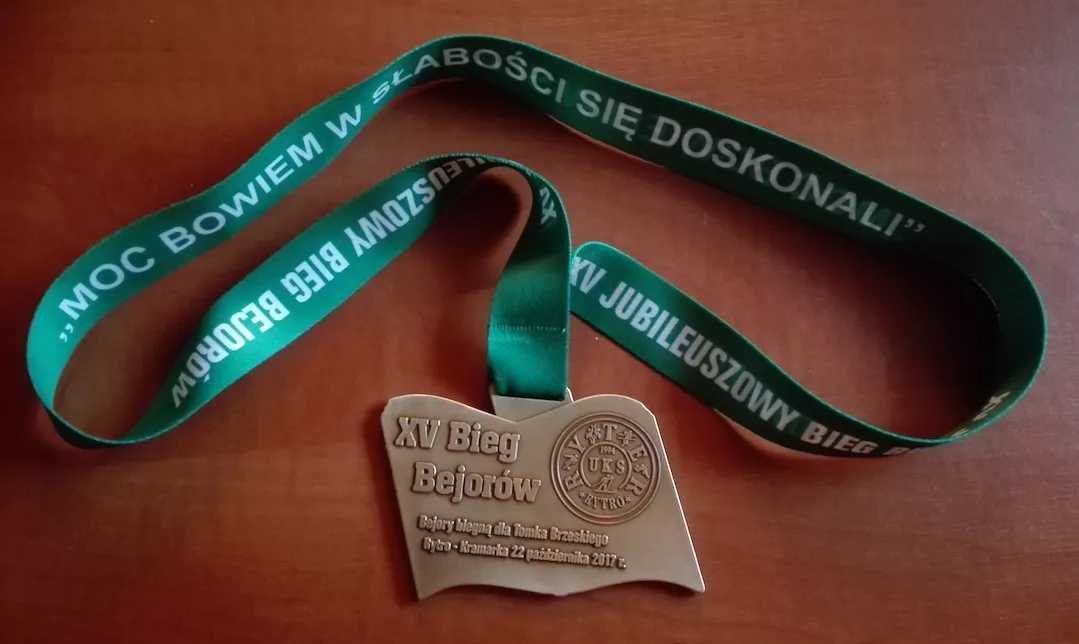 „MOC BOWIEM W SŁABOŚCI SIĘ DOSKONALI”
XV JUBILEUSZOWY BIEG BEJORÓW
XV JUBILEUSZOWY BIEG
XV Bieg
Bejorów
RYTER
1994
UKS
RYTRO
Bejory biegną dla Tomka Brzeskiego
Rytro - Kramarka 22 października 2017 r.